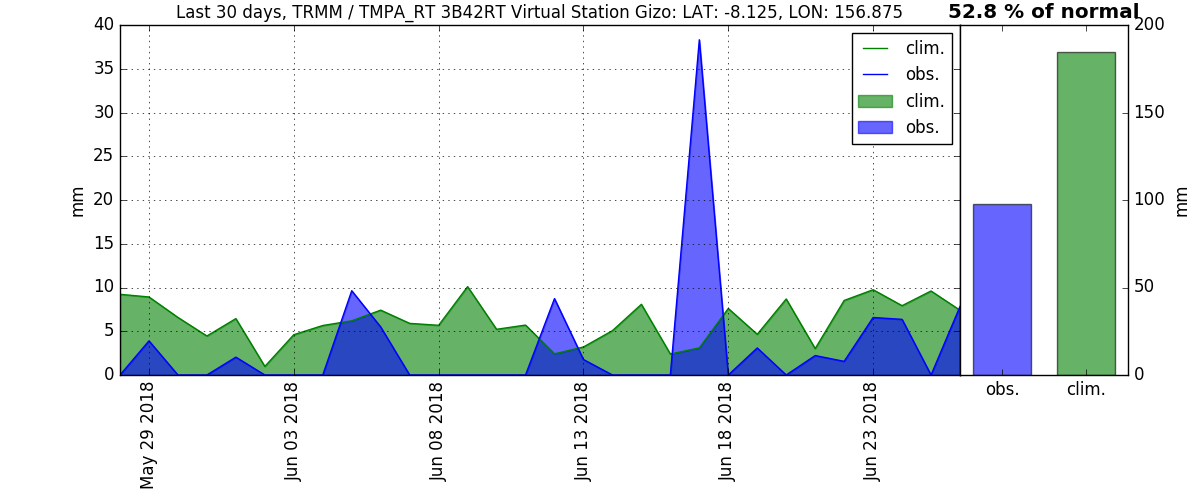 Last 30 days, TRMM / TMPA_RT 3B42RT Virtual Station Gizo: LAT: -8.125, LON: 156.875
52.8 % of normal
40
35
30
25
20
15
10
5
0
mm
clim.
obs.
clim.
obs.
May 29 2018
Jun 03 2018
Jun 08 2018
Jun 13 2018
Jun 18 2018
Jun 23 2018
200
150
100
50
0
mm
obs.
clim.